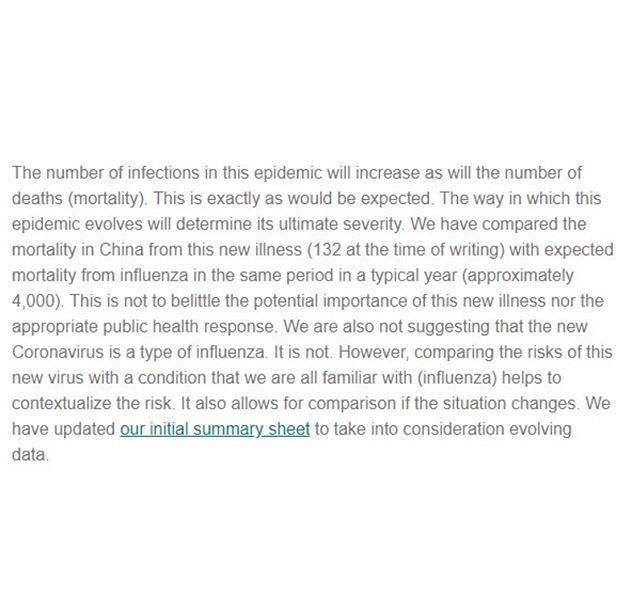 The number of infections in this epidemic will increase as will the number of
deaths (mortality). This is exactly as would be expected. The way in which this
epidemic evolves will determine its ultimate severity. We have compared the
mortality in China from this new illness (132 at the time of writing) with expected
mortality from influenza in the same period in a typical year (approximately
4,000). This is not to belittle the potential importance of this new illness nor the
appropriate public health response. We are also not suggesting that the new
Coronavirus is a type of influenza. It is not. However, comparing the risks of this
new virus with a condition that we are all familiar with (influenza) helps to
contextualize the risk. It also allows for comparison if the situation changes. We
have updated our initial summary sheet to take into consideration evolving
data.